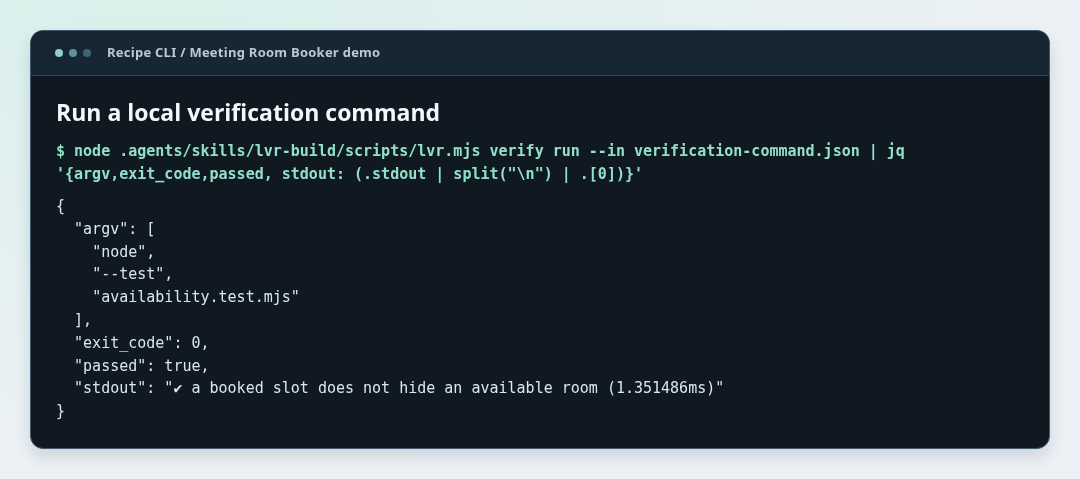 Recipe CLI / Meeting Room Booker demo
Run a local verification command
$ node .agents/skills/lvr-build/scripts/lvr.mjs verify run --in verification-command.json | jq
'{argv,exit_code,passed, stdout: (.stdout | split("\n") | .[0])}'
{
  "argv": [
    "node",
    "--test",
    "availability.test.mjs"
  ],
  "exit_code": 0,
  "passed": true,
  "stdout": "✔ a booked slot does not hide an available room (1.351486ms)"
}